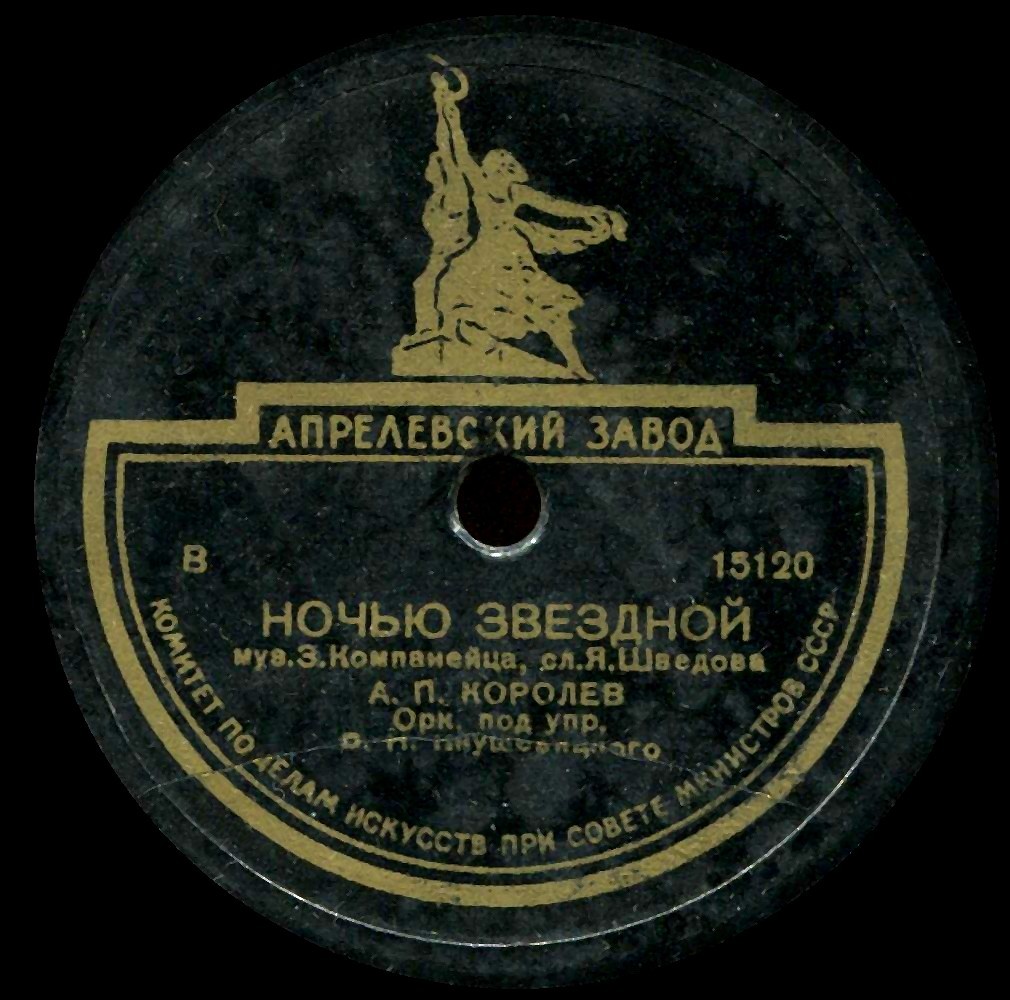 АПРЕЛЕВСКИЙ ЗАВОД
В 15120
НОЧЬЮ ЗВЕЗДНОЙ
муз.З.Компанейца, сл.Я.Шведова
А. П. КОРОЛЕВ
Орк. под упр.
В. Н. Кнушевицкого
КОМИТЕТ ПО ДЕЛАМ ИСКУССТВ ПРИ СОВЕТЕ МИНИСТРОВ СССР